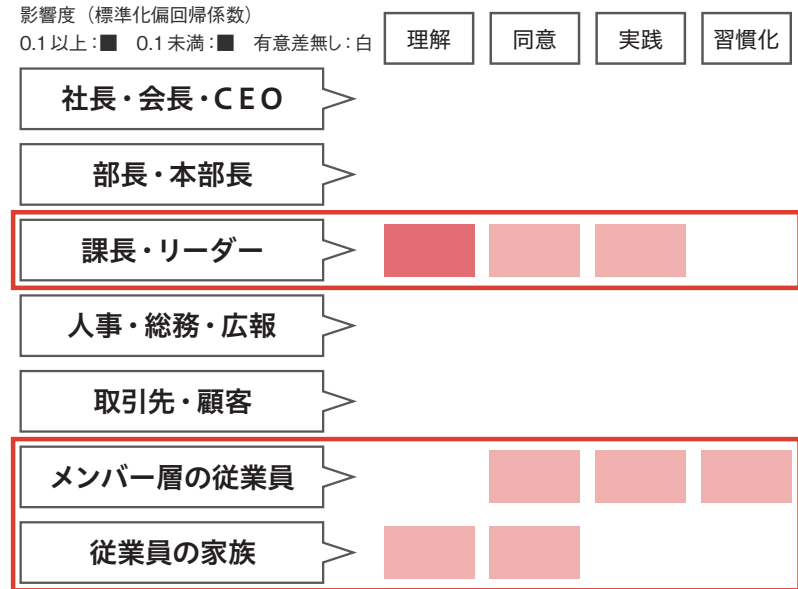 影響度（標準化偏回帰係数）
0.1以上：■　0.1未満：■　有意差無し：白
理解　同意　実践　習慣化
社長・会長・CEO
部長・本部長
課長・リーダー
人事・総務・広報
取引先・顧客
メンバー層の従業員
従業員の家族